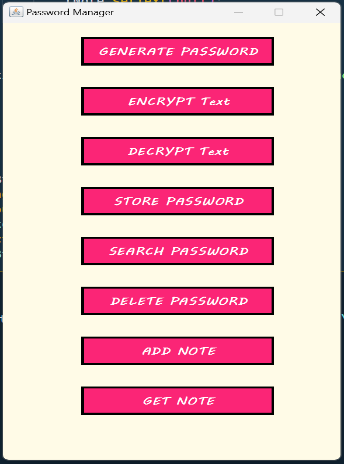 Password Manager
GENERATE PASSWORD
ENCRYPT Text
DECRYPT Text
STORE PASSWORD
SEARCH PASSWORD
DELETE PASSWORD
ADD NOTE
GET NOTE